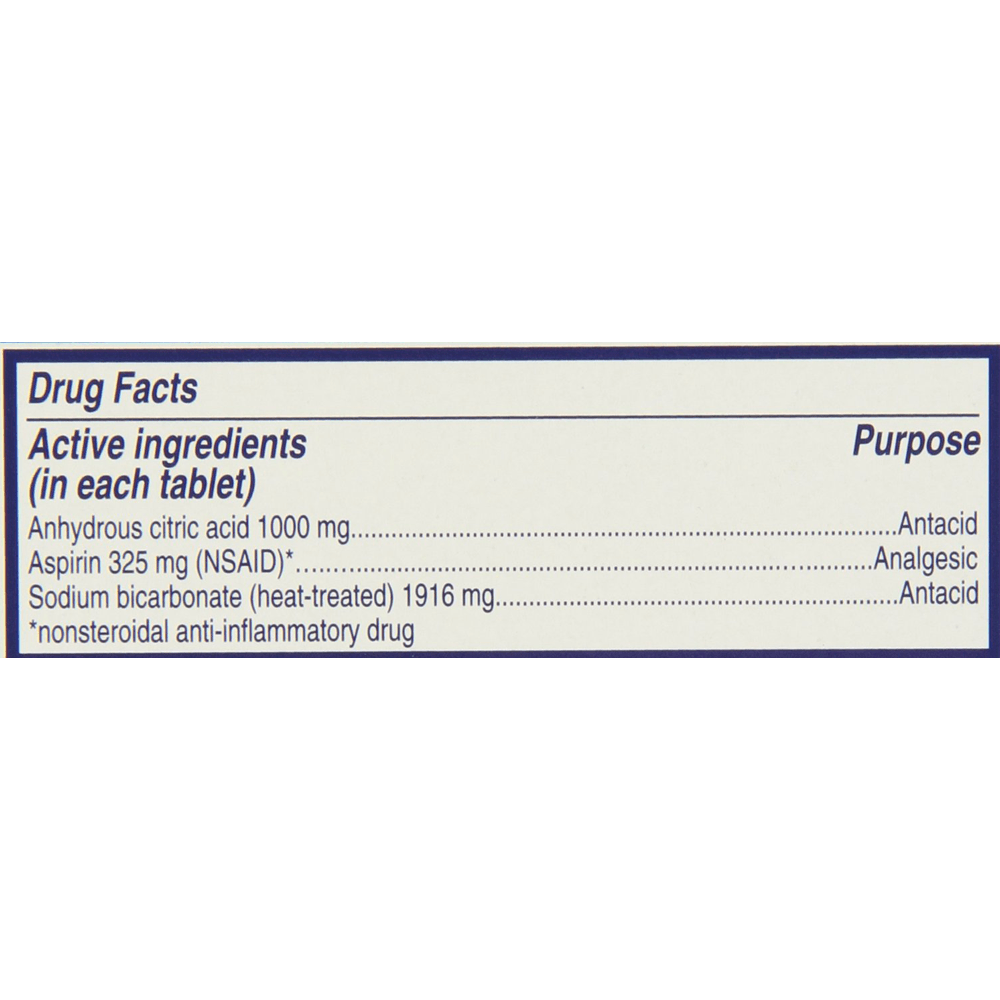 Drug Facts
Active ingredients Purpose
(in each tablet)
Anhydrous citric acid 1000 mg....................................................................................Antacid
Aspirin 325 mg (NSAID)*........................................................................................Analgesic
Sodium bicarbonate (heat-treated) 1916 mg.............................................................Antacid
*nonsteroidal anti-inflammatory drug